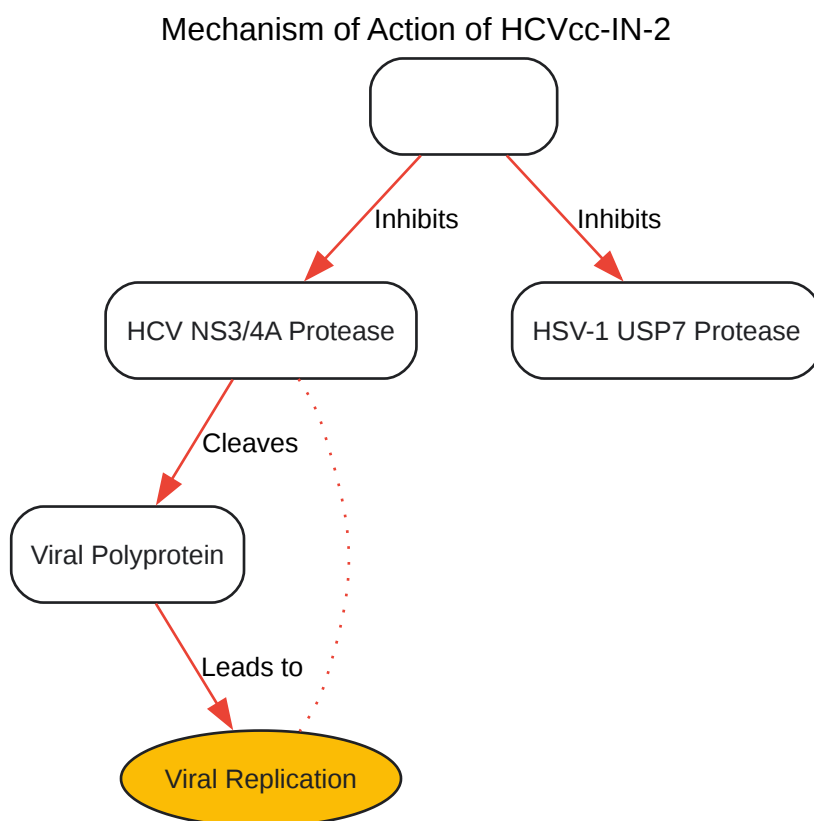 Mechanism of Action of HCVcc-IN-2
Inhibits
Inhibits
HCV NS3/4A Protease
HSV-1 USP7 Protease
Cleaves
Viral Polyprotein
Leads to
Viral Replication